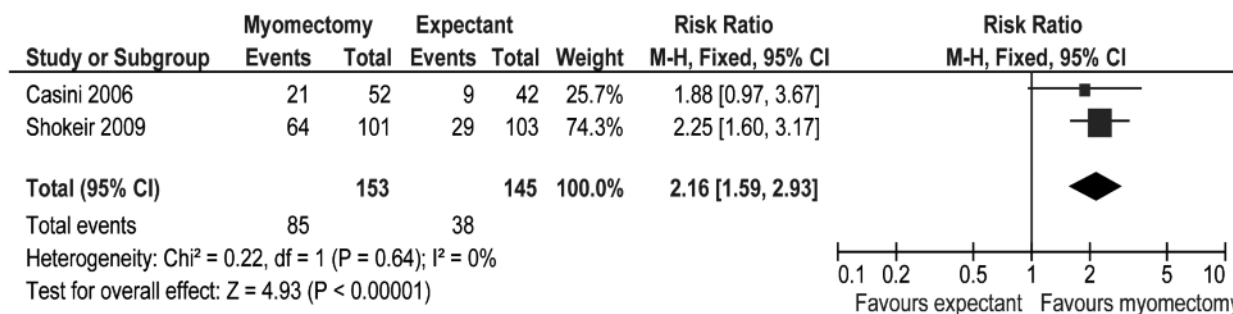 Myomectomy Expectant Risk Ratio Risk Ratio
Study or Subgroup Events Total Events Total Weight M-H, Fixed, 95% CI M-H, Fixed, 95% CI
Casini 2006 21 52 9 42 25.7% 1.88 [0.97, 3.67]
Shokeir 2009 64 101 29 103 74.3% 2.25 [1.60, 3.17]
Total (95% CI) 153 145 100.0% 2.16 [1.59, 2.93]
Total events 85 38
Heterogeneity: Chi² = 0.22, df = 1 (P = 0.64); I² = 0%
Test for overall effect: Z = 4.93 (P < 0.00001)
0.1 0.2 0.5 1 2 5 10
Favours expectant Favours myomectomy